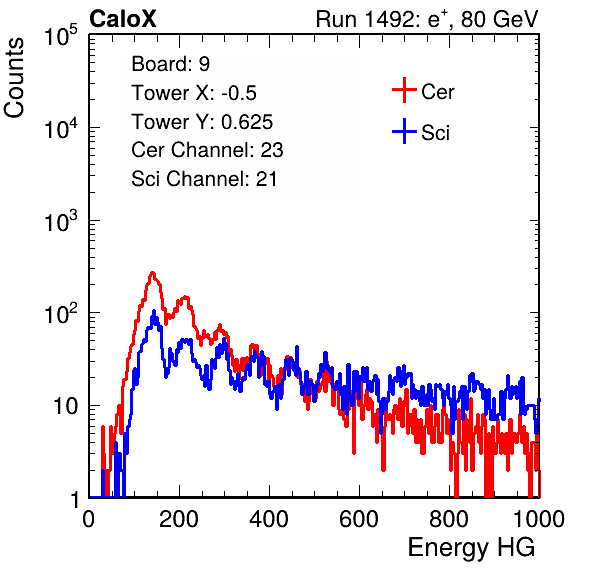 CaloX Run 1492: e⁺, 80 GeV
Counts
10⁵
10⁴
10³
10²
10
1
Board: 9
Tower X: -0.5
Tower Y: 0.625
Cer Channel: 23
Sci Channel: 21
Cer
Sci
0 200 400 600 800 1000
Energy HG